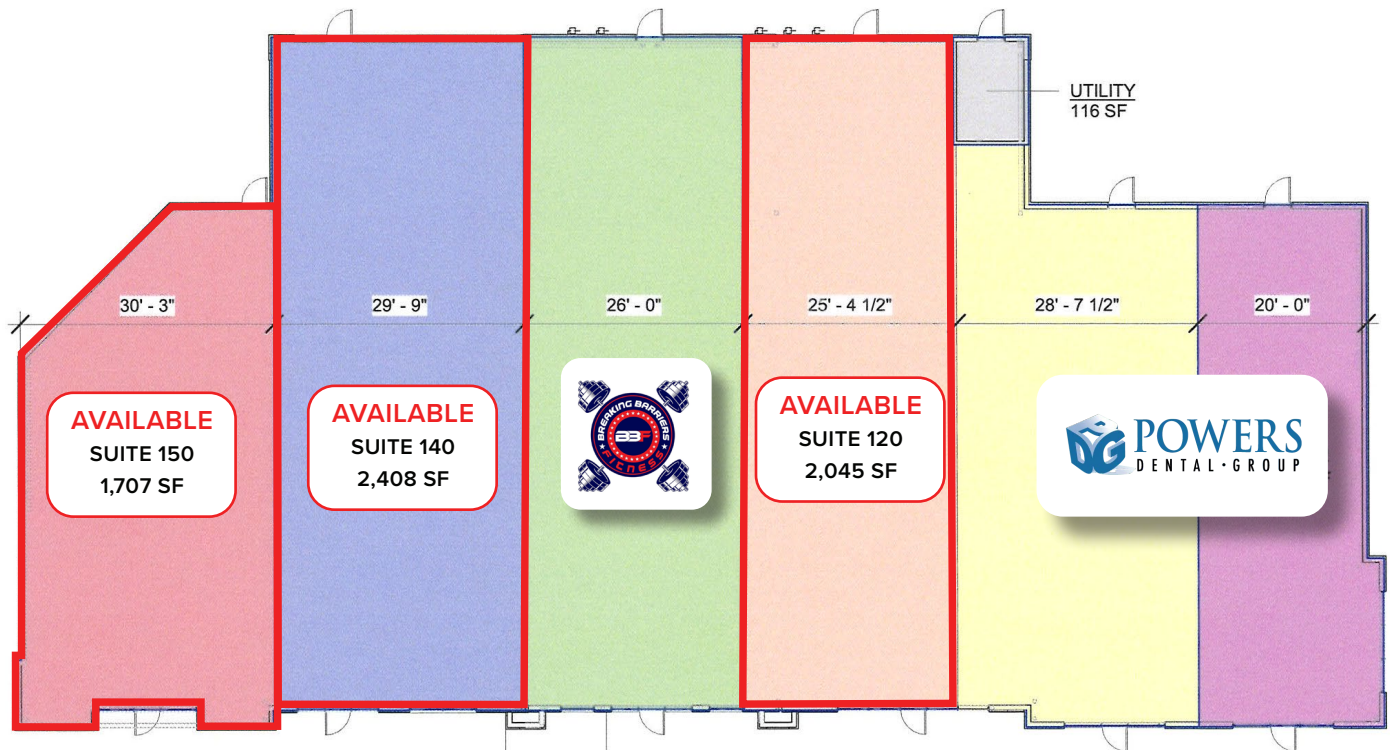 UTILITY
116 SF
30' - 3"
29' - 9"
26' - 0"
25' - 4 1/2"
28' - 7 1/2"
20' - 0"
AVAILABLE
SUITE 150
1,707 SF
AVAILABLE
SUITE 140
2,408 SF
BREAKING BARRIERS
BBF
FITNESS
AVAILABLE
SUITE 120
2,045 SF
PDG
POWERS
DENTAL·GROUP